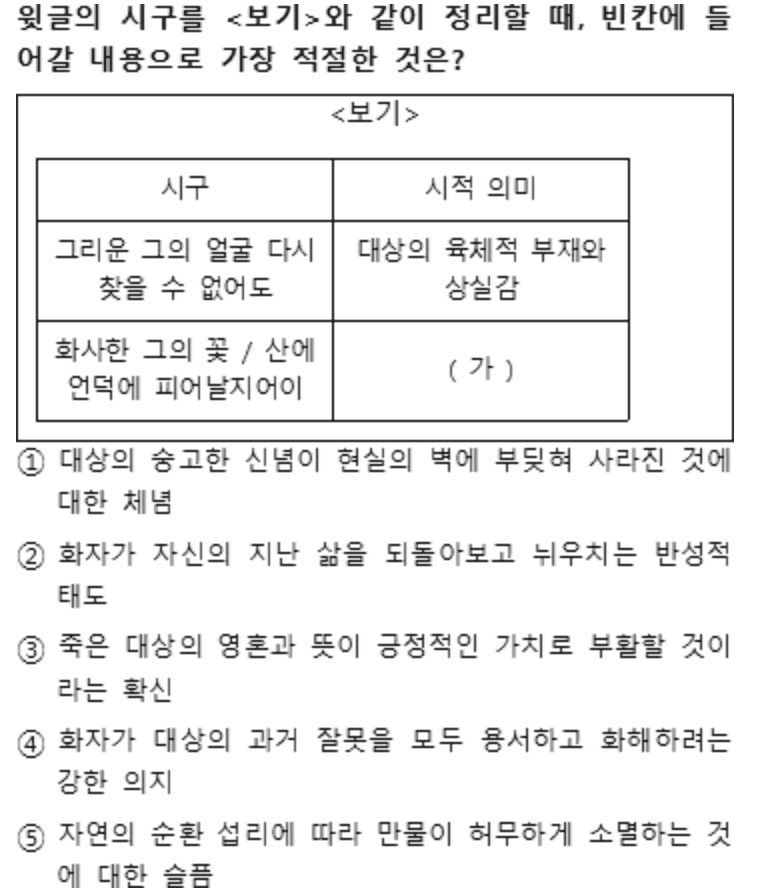 윗글의 시구를 <보기>와 같이 정리할 때, 빈칸에 들
어갈 내용으로 가장 적절한 것은?
<보기>
시구 시적 의미
그리운 그의 얼굴 다시 대상의 육체적 부재와
찾을 수 없어도 상실감
화사한 그의 꽃 / 산에 ( 가 )
언덕에 피어날지어이
① 대상의 숭고한 신념이 현실의 벽에 부딪혀 사라진 것에
대한 체념
② 화자가 자신의 지난 삶을 되돌아보고 뉘우치는 반성적
태도
③ 죽은 대상의 영혼과 뜻이 긍정적인 가치로 부활할 것이
라는 확신
④ 화자가 대상의 과거 잘못을 모두 용서하고 화해하려는
강한 의지
⑤ 자연의 순환 섭리에 따라 만물이 허무하게 소멸하는 것
에 대한 슬픔